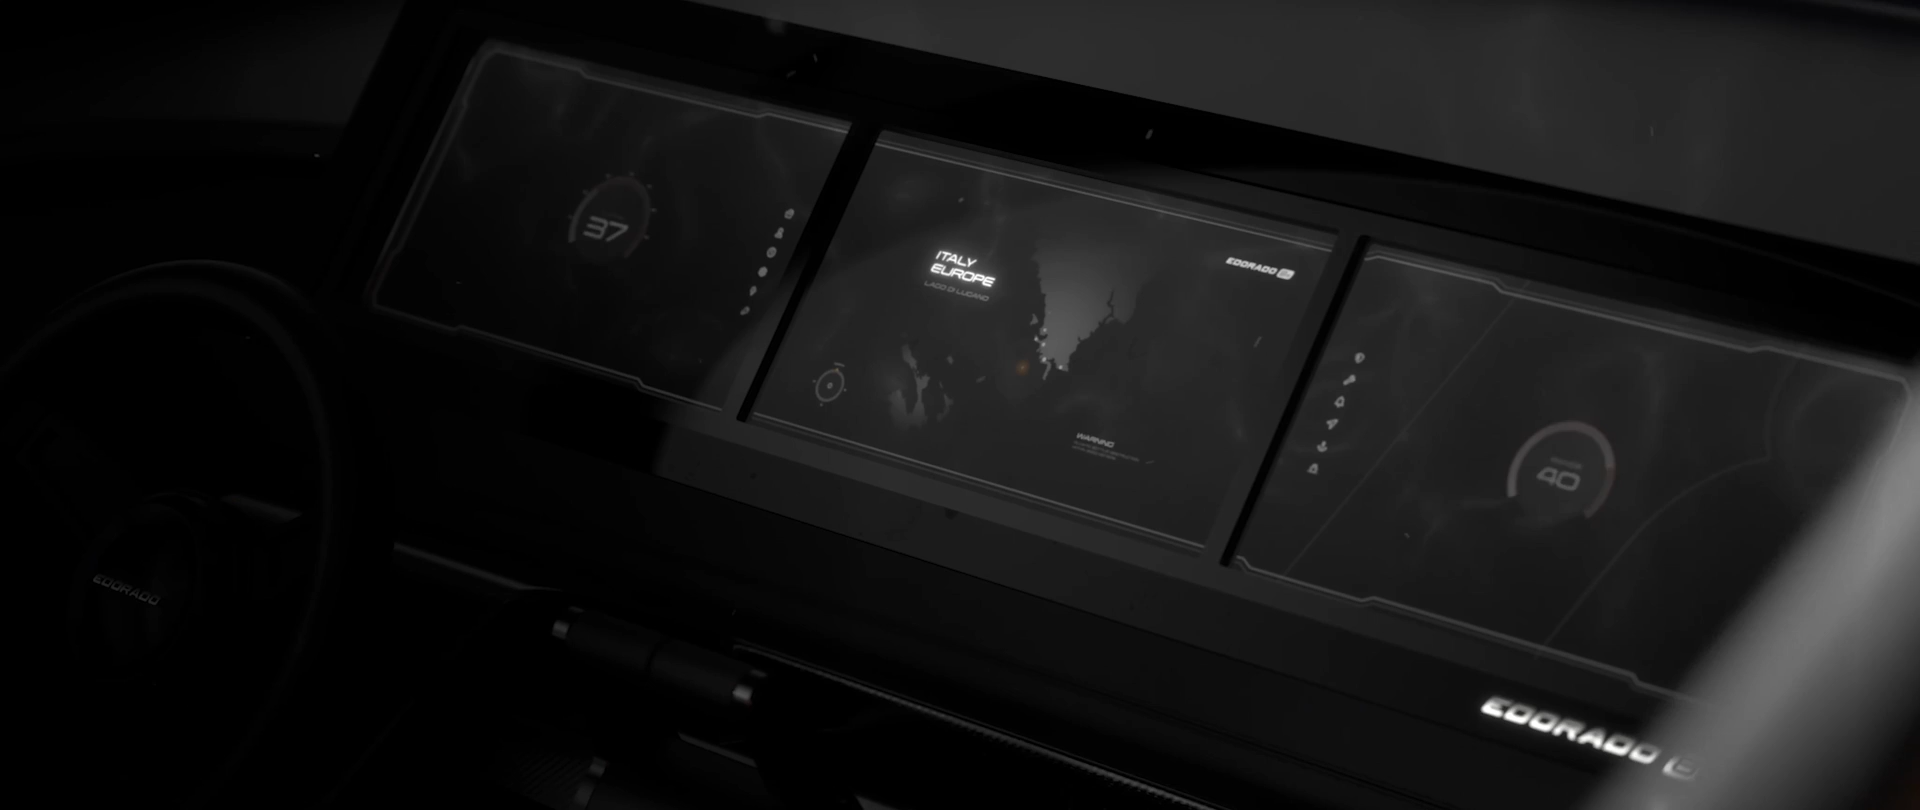 37
ITALY
EUROPE
LAGO DI LUGANO
EDORADO
WARNING
40
EDORADO
EDORADO